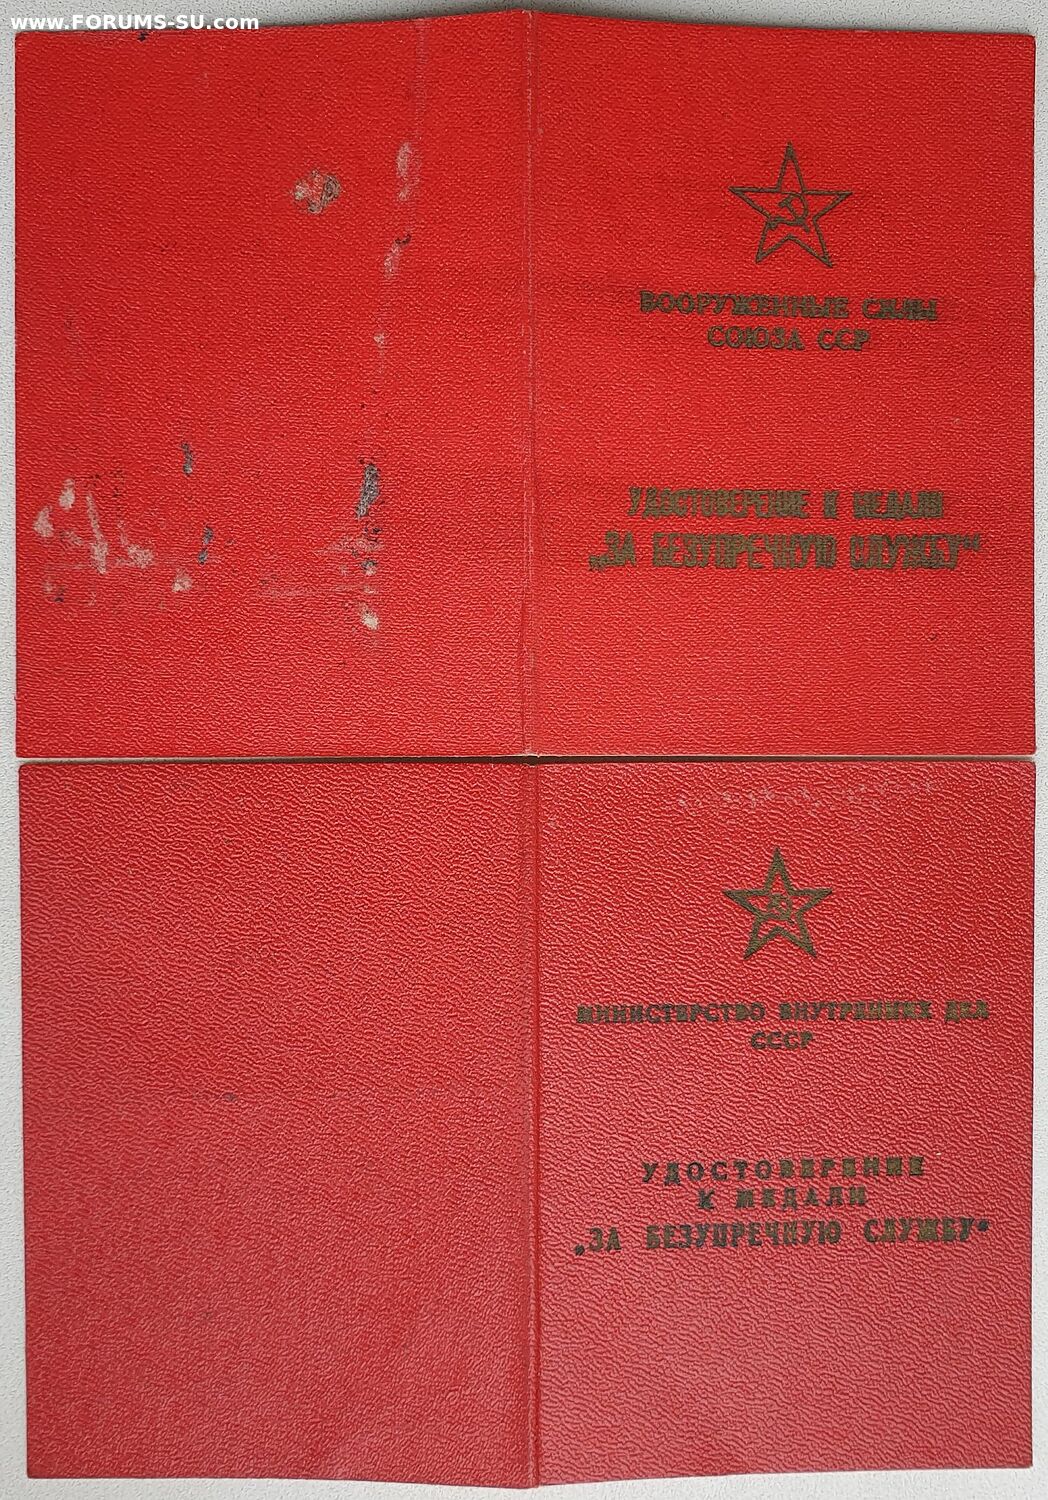 www.FORUMS-SU.com
ВООРУЖЕННЫЕ СИЛЫ
СОЮЗА ССР
УДОСТОВЕРЕНИЕ К МЕДАЛИ
„ЗА БЕЗУПРЕЧНУЮ СЛУЖБУ“
МИНИСТЕРСТВО ВНУТРЕННИХ ДЕЛ
СССР
УДОСТОВЕРЕНИЕ
К МЕДАЛИ
„ЗА БЕЗУПРЕЧНУЮ СЛУЖБУ“